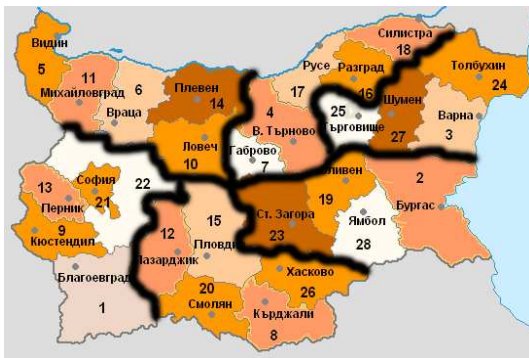 Видин
5
11
Михайловград
6
Враца
Плевен
14
Ловеч
10
Русе
17
Разград
16
Силистра
18
Толбухин
24
Шумен
27
Варна
3
25
Търговище
4
В. Търново
Габрово
7
София
21
22
13
Перник
9
Кюстендил
Благоевград
1
12
Пазарджик
15
Пловди
Ст. Загора
23
ливен
19
Ямбол
28
2
Бургас
Хасково
26
20
Смолян
Кърджали
8